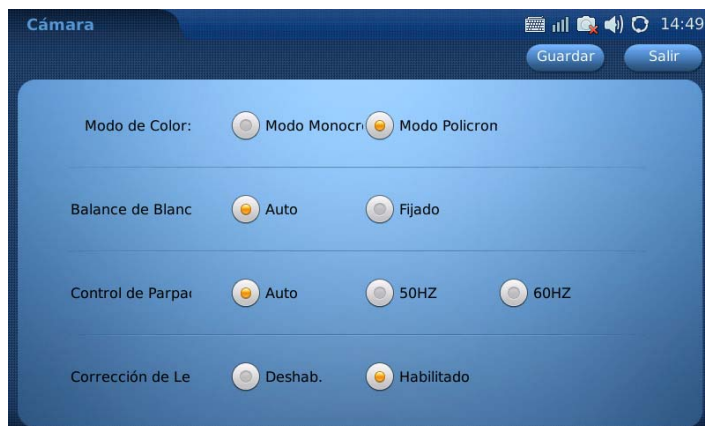 Cámara 14:49
Guardar Salir
Modo de Color: Modo Monocr Modo Policron
Balance de Blanc Auto Fijado
Control de Parpa Auto 50HZ 60HZ
Corrección de Le Deshab. Habilitado